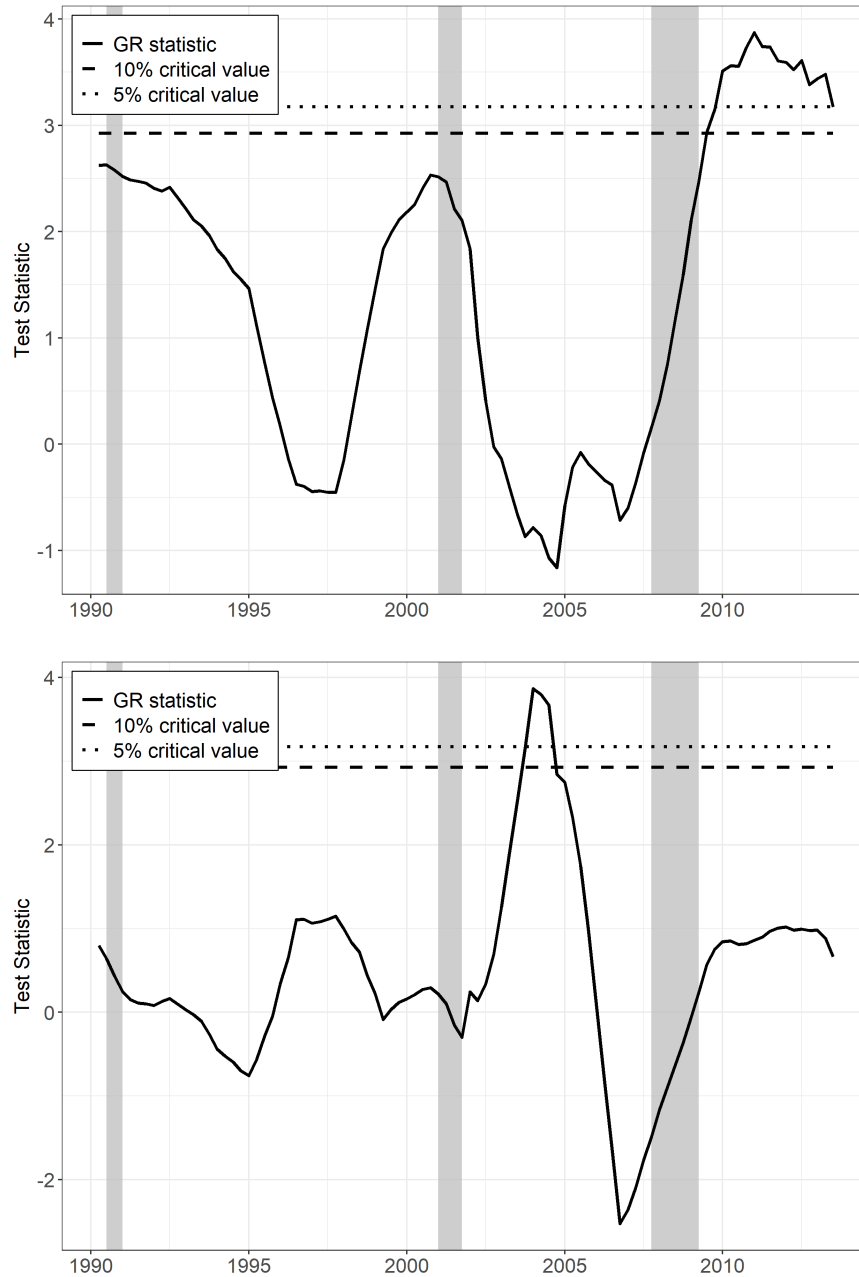 4
GR statistic
10% critical value
5% critical value
3
2
Test Statistic
1
0
-1
1990 1995 2000 2005 2010
4
GR statistic
10% critical value
5% critical value
2
Test Statistic
0
-2
1990 1995 2000 2005 2010